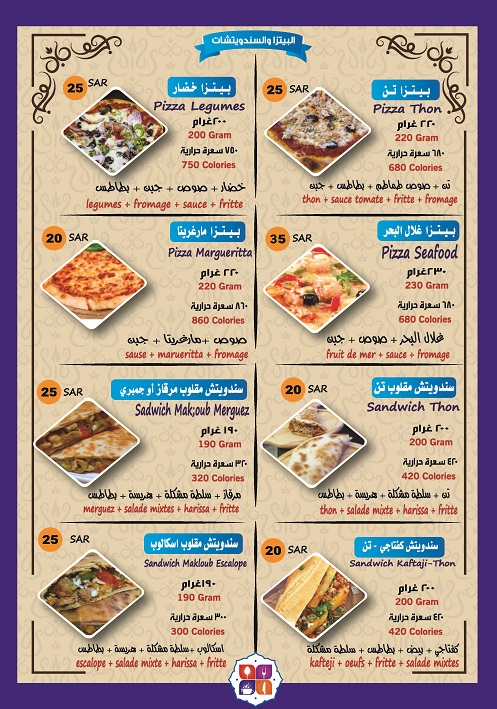 البيتزا والسندويتشات
25 SAR
بيتزا خضار
Pizza Legumes
٢٠٠غرام
200 Gram
٧٥٠ سعرة حرارية
750 Colories
خضار + صوص + جبن + بطاطس
legumes + fromage + sauce + fritte
25 SAR
بيتزا تن
Pizza Thon
٢٢٠ غرام
220 Gram
٦٨٠ سعرة حرارية
680 Colories
تن + صوص طماطم + بطاطس + جبن
thon + sauce tomate + fritte + fromage
20 SAR
بيتزا مارغريتا
Pizza Margueritta
٢٢٠ غرام
220 Gram
٨٦٠ سعرة حرارية
860 Colories
صوص +مارغريتا + جبن
sause + marueritta + fromage
35 SAR
بيتزا غلال البحر
Pizza Seafood
٢٣٠غرام
230 Gram
٦٨٠ سعرة حرارية
680 Colories
غلال البحر + صوص + جبن
fruit de mer + sauce + fromage
25 SAR
سندويتش مقلوب مرقاز أو جمبري
Sadwich Mak;oub Merguez
١٩٠ غرام
190 Gram
٣٢٠ سعرة حرارية
320 Colories
مرقاز + سلطة مشكلة + هريسة + بطاطس
merguez + salade mixtes + harissa + fritte
20 SAR
سندويتش مقلوب تن
Sandwich Thon
٢٠٠ غرام
200 Gram
٤٢٠ سعرة حرارية
420 Colories
تن + سلطة مشكلة + هريسة + بطاطس
thon + salade mixtes + harissa + fritte
25 SAR
سندويتش مقلوب اسكالوب
Sandwich Makloub Escalope
١٩٠غرام
190 Gram
٣٠٠ سعرة حرارية
300 Colories
اسكالوب +سلطة مشكلة + هريسة + بطاطس
escalope + salade mixte + harissa + fritte
20 SAR
سندويتش كفتاجي - تن
Sandwich Kaftaji-Thon
٢٠٠ غرام
200 Gram
٤٢٠ سعرة حرارية
420 Colories
كفتاجي + بيض + بطاطس + سلطة مشكلة
kafteji + oeufs + fritte + salade mixtes